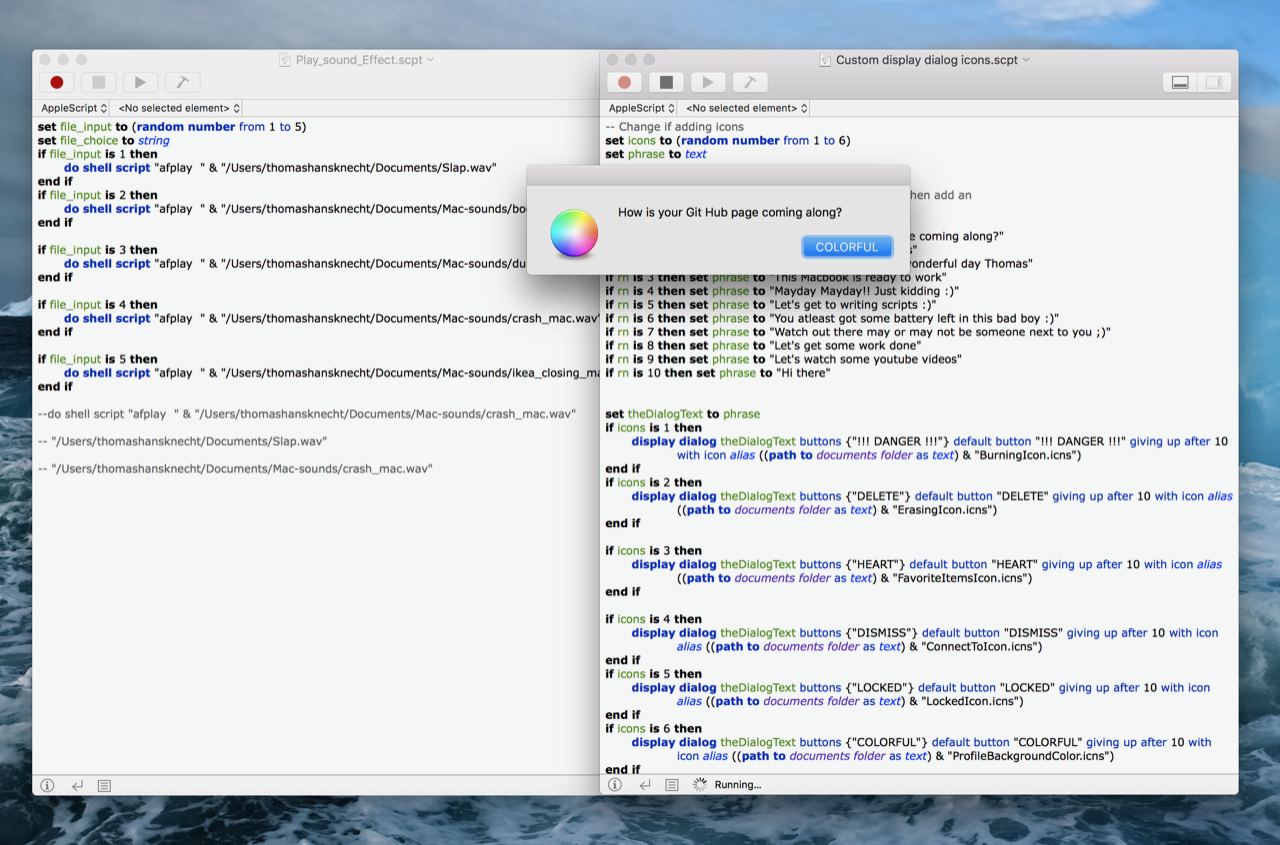 Play_sound_Effect.scpt
AppleScript
<No selected element>
set file_input to (random number from 1 to 5)
set file_choice to string
if file_input is 1 then
do shell script "afplay " & "/Users/thomashansknecht/Documents/Slap.wav"
end if
if file_input is 2 then
do shell script "afplay " & "/Users/thomashansknecht/Documents/Mac-sounds/bo
end if
if file_input is 3 then
do shell script "afplay " & "/Users/thomashansknecht/Documents/Mac-sounds/du
end if
if file_input is 4 then
do shell script "afplay " & "/Users/thomashansknecht/Documents/Mac-sounds/crash_mac.wav"
end if
if file_input is 5 then
do shell script "afplay " & "/Users/thomashansknecht/Documents/Mac-sounds/ikea_closing_ma
end if
--do shell script "afplay " & "/Users/thomashansknecht/Documents/Mac-sounds/crash_mac.wav"
-- "/Users/thomashansknecht/Documents/Slap.wav"
-- "/Users/thomashansknecht/Documents/Mac-sounds/crash_mac.wav"
Custom display dialog icons.scpt
AppleScript
<No selected element>
-- Change if adding icons
set icons to (random number from 1 to 6)
set phrase to text
hen add an
How is your Git Hub page coming along?
COLORFUL
e coming along?"
"
onderful day Thomas"
if rn is 3 then set phrase to "This Macbook is ready to work"
if rn is 4 then set phrase to "Mayday Mayday!! Just kidding :)"
if rn is 5 then set phrase to "Let's get to writing scripts :)"
if rn is 6 then set phrase to "You atleast got some battery left in this bad boy :)"
if rn is 7 then set phrase to "Watch out there may or may not be someone next to you ;)"
if rn is 8 then set phrase to "Let's get some work done"
if rn is 9 then set phrase to "Let's watch some youtube videos"
if rn is 10 then set phrase to "Hi there"
set theDialogText to phrase
if icons is 1 then
display dialog theDialogText buttons {"!!! DANGER !!!"} default button "!!! DANGER !!!" giving up after 10
with icon alias ((path to documents folder as text) & "BurningIcon.icns")
end if
if icons is 2 then
display dialog theDialogText buttons {"DELETE"} default button "DELETE" giving up after 10 with icon alias
((path to documents folder as text) & "ErasingIcon.icns")
end if
if icons is 3 then
display dialog theDialogText buttons {"HEART"} default button "HEART" giving up after 10 with icon alias
((path to documents folder as text) & "FavoriteItemsIcon.icns")
end if
if icons is 4 then
display dialog theDialogText buttons {"DISMISS"} default button "DISMISS" giving up after 10 with icon
alias ((path to documents folder as text) & "ConnectToIcon.icns")
end if
if icons is 5 then
display dialog theDialogText buttons {"LOCKED"} default button "LOCKED" giving up after 10 with icon
alias ((path to documents folder as text) & "LockedIcon.icns")
end if
if icons is 6 then
display dialog theDialogText buttons {"COLORFUL"} default button "COLORFUL" giving up after 10 with
icon alias ((path to documents folder as text) & "ProfileBackgroundColor.icns")
end if
Running...